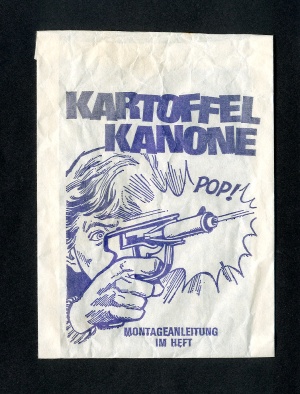 KARTOFFEL
KANONE
POP!
MONTAGEANLEITUNG
IM HEFT